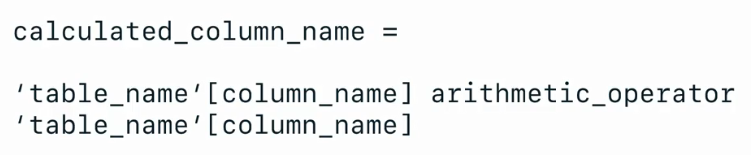 calculated_column_name =
‘table_name‘[column_name] arithmetic_operator
‘table_name‘[column_name]